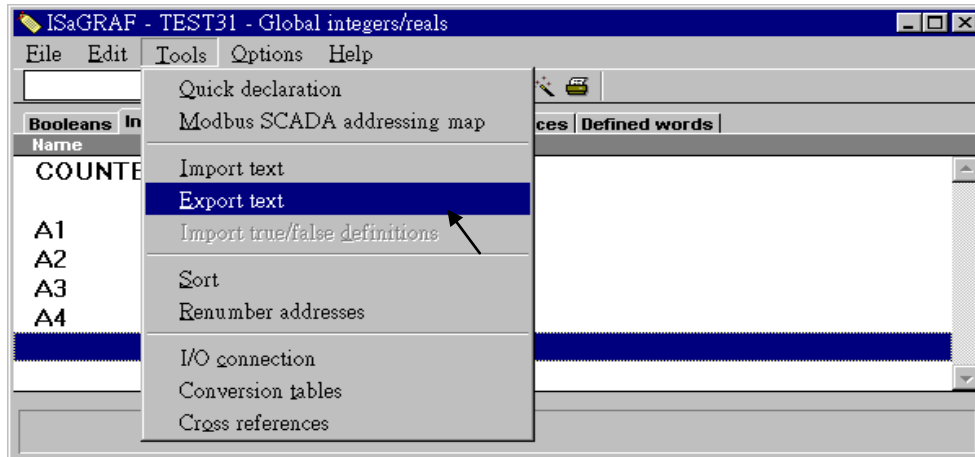 ISaGRAF - TEST31 - Global integers/reals
File Edit Tools Options Help
Quick declaration
Booleans In ces Defined words
Modbus SCADA addressing map
Name
COUNTE
Import text
Export text
A1
Import true/false definitions
A2
A3
Sort
A4
Renumber addresses
I/O connection
Conversion tables
Cross references